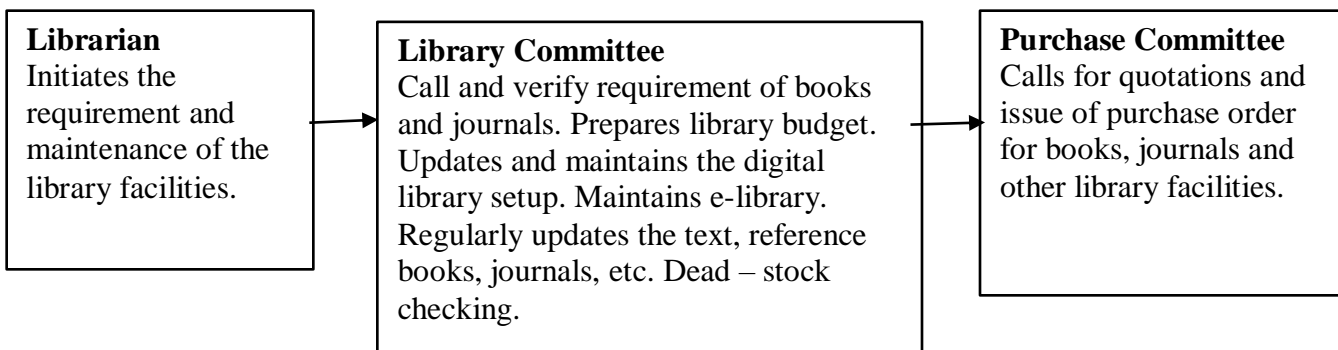 Librarian
Initiates the
requirement and
maintenance of the
library facilities.
Library Committee
Call and verify requirement of books
and journals. Prepares library budget.
Updates and maintains the digital
library setup. Maintains e-library.
Regularly updates the text, reference
books, journals, etc. Dead – stock
checking.
Purchase Committee
Calls for quotations and
issue of purchase order
for books, journals and
other library facilities.